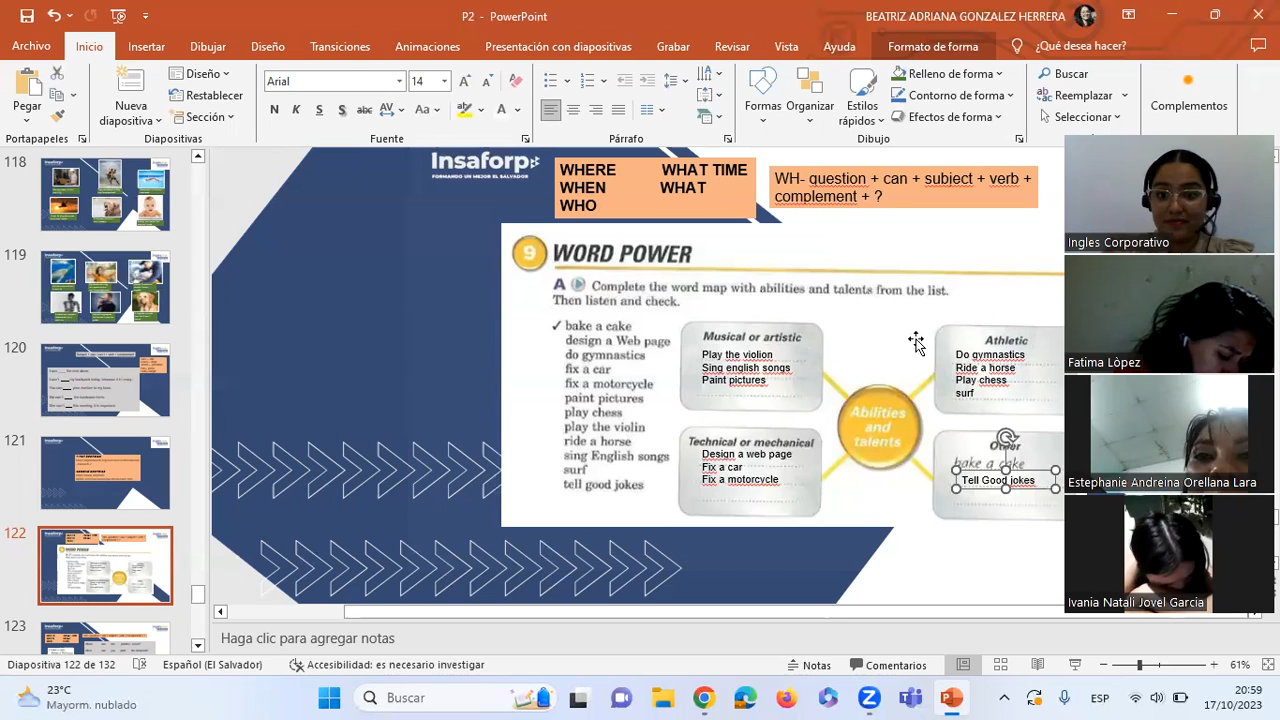 P2 - PowerPoint
BEATRIZ ADRIANA GONZALEZ HERRERA
Archivo Inicio Insertar Dibujar Diseño Transiciones Animaciones Presentación con diapositivas Grabar Revisar Vista Ayuda Formato de forma ¿Qué desea hacer?
Pegar
Portapapeles
Nueva
diapositiva
Diseño
Restablecer
Sección
Diapositivas
Arial 14
N K S S abc AV Aa A
Fuente
Párrafo
Formas Organizar Estilos
rápidos
Relleno de forma
Contorno de forma
Efectos de forma
Dibujo
Buscar
Reemplazar
Seleccionar
Complementos
118
119
120
121
122
123
Insaforp
FORMANDO UN MEJOR EL SALVADOR
WHERE WHAT TIME
WHEN WHAT
WHO
WH- question + can + subject + verb +
complement + ?
9 WORD POWER
A Complete the word map with abilities and talents from the list.
Then listen and check.
✓ bake a cake
design a Web page
do gymnastics
fix a car
fix a motorcycle
paint pictures
play chess
play the violin
ride a horse
sing English songs
surf
tell good jokes
Musical or artistic
Play the violion
Sing english songs
Paint pictures
Athletic
Do gymnassia
Ride a horse
Play chess
surf
Abilities
and
talents
Technical or mechanical
Design a web page
Fix a car
Fix a motorcycle
Other
bake a cake
Tell Good jokes
Ingles Corporativo
Fatima Lòpez
Estephanie Andreina Orellana Lara
Ivania Natali Jovel Garcia
Haga clic para agregar notas
Diapositiva 122 de 132 Español (El Salvador) Accesibilidad: es necesario investigar Notas Comentarios 61%
23°C
Mayorm. nublado
Buscar
ESP
20:59
17/10/2023